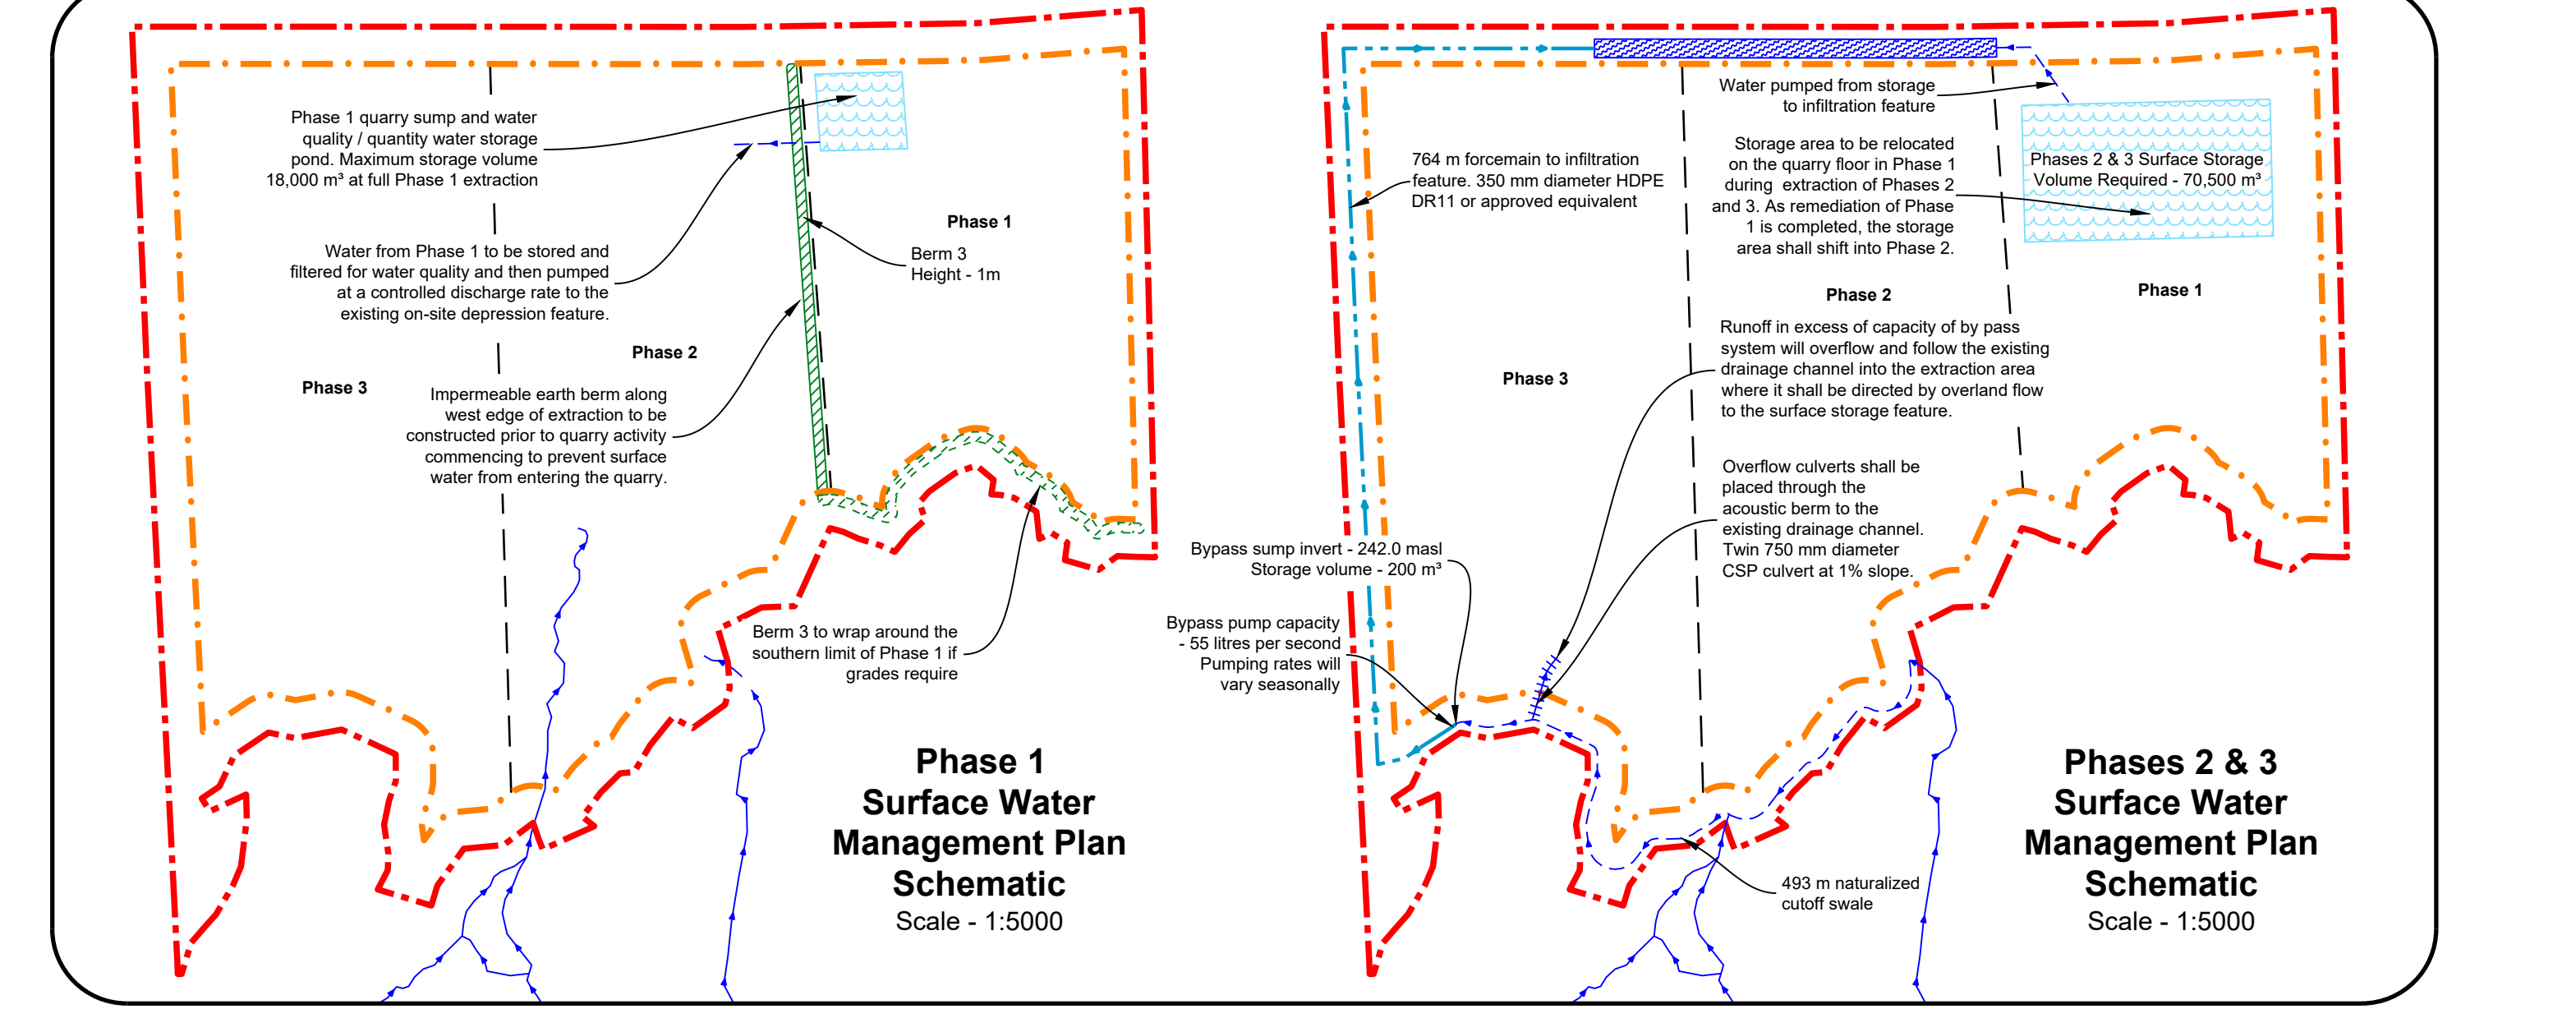 Phase 1 quarry sump and water
quality / quantity water storage
pond. Maximum storage volume
18,000 m³ at full Phase 1 extraction
Water from Phase 1 to be stored and
filtered for water quality and then pumped
at a controlled discharge rate to the
existing on-site depression feature.
Phase 1
Berm 3
Height - 1m
Phase 2
Phase 3
Impermeable earth berm along
west edge of extraction to be
constructed prior to quarry activity
commencing to prevent surface
water from entering the quarry.
Berm 3 to wrap around the
southern limit of Phase 1 if
grades require
Phase 1
Surface Water
Management Plan
Schematic
Scale - 1:5000
Water pumped from storage
to infiltration feature
764 m forcemain to infiltration
feature. 350 mm diameter HDPE
DR11 or approved equivalent
Storage area to be relocated
on the quarry floor in Phase 1
during  extraction of Phases 2
and 3. As remediation of Phase
1 is completed, the storage
area shall shift into Phase 2.
Phases 2 & 3 Surface Storage
Volume Required - 70,500 m³
Phase 2
Phase 1
Runoff in excess of capacity of by pass
system will overflow and follow the existing
drainage channel into the extraction area
where it shall be directed by overland flow
to the surface storage feature.
Phase 3
Overflow culverts shall be
placed through the
acoustic berm to the
existing drainage channel.
Twin 750 mm diameter
CSP culvert at 1% slope.
Bypass sump invert - 242.0 masl
Storage volume - 200 m³
Bypass pump capacity
- 55 litres per second
Pumping rates will
vary seasonally
493 m naturalized
cutoff swale
Phases 2 & 3
Surface Water
Management Plan
Schematic
Scale - 1:5000